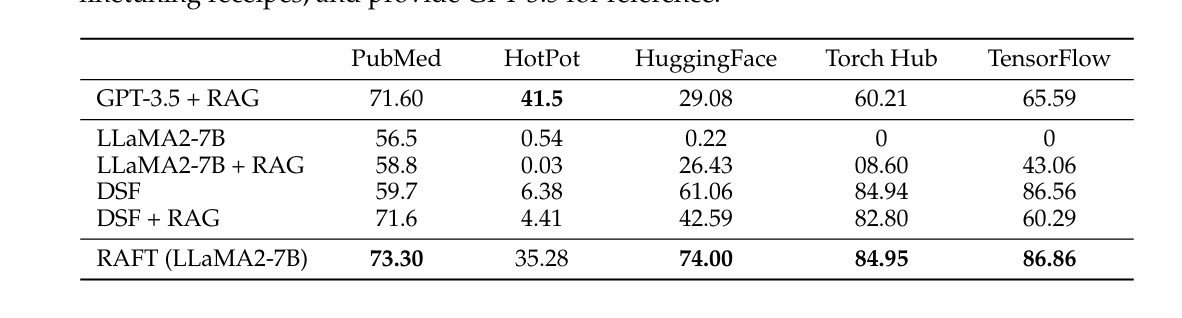 finetuning receipes, and provide GPT-3.5 for reference.
PubMed HotPot HuggingFace Torch Hub TensorFlow
GPT-3.5 + RAG 71.60 41.5 29.08 60.21 65.59
LLaMA2-7B 56.5 0.54 0.22 0 0
LLaMA2-7B + RAG 58.8 0.03 26.43 08.60 43.06
DSF 59.7 6.38 61.06 84.94 86.56
DSF + RAG 71.6 4.41 42.59 82.80 60.29
RAFT (LLaMA2-7B) 73.30 35.28 74.00 84.95 86.86